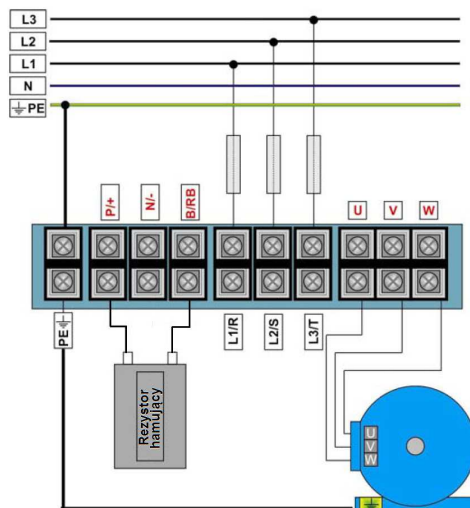 L3
L2
L1
N
PE
P/+
N/-
B/RB
U
V
W
PE
L1/R
L2/S
L3/T
Rezystor
hamujący
U
V
W